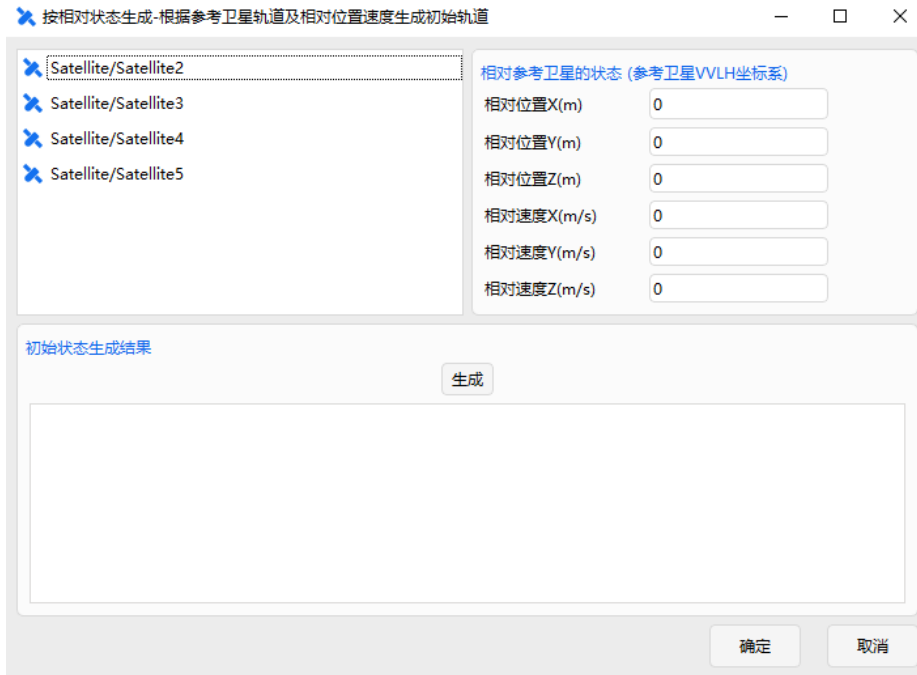 按相对状态生成-根据参考卫星轨道及相对位置速度生成初始轨道
Satellite/Satellite2
Satellite/Satellite3
Satellite/Satellite4
Satellite/Satellite5
相对参考卫星的状态 (参考卫星VVLH坐标系)
相对位置X(m) 0
相对位置Y(m) 0
相对位置Z(m) 0
相对速度X(m/s) 0
相对速度Y(m/s) 0
相对速度Z(m/s) 0
初始状态生成结果
生成
确定 取消